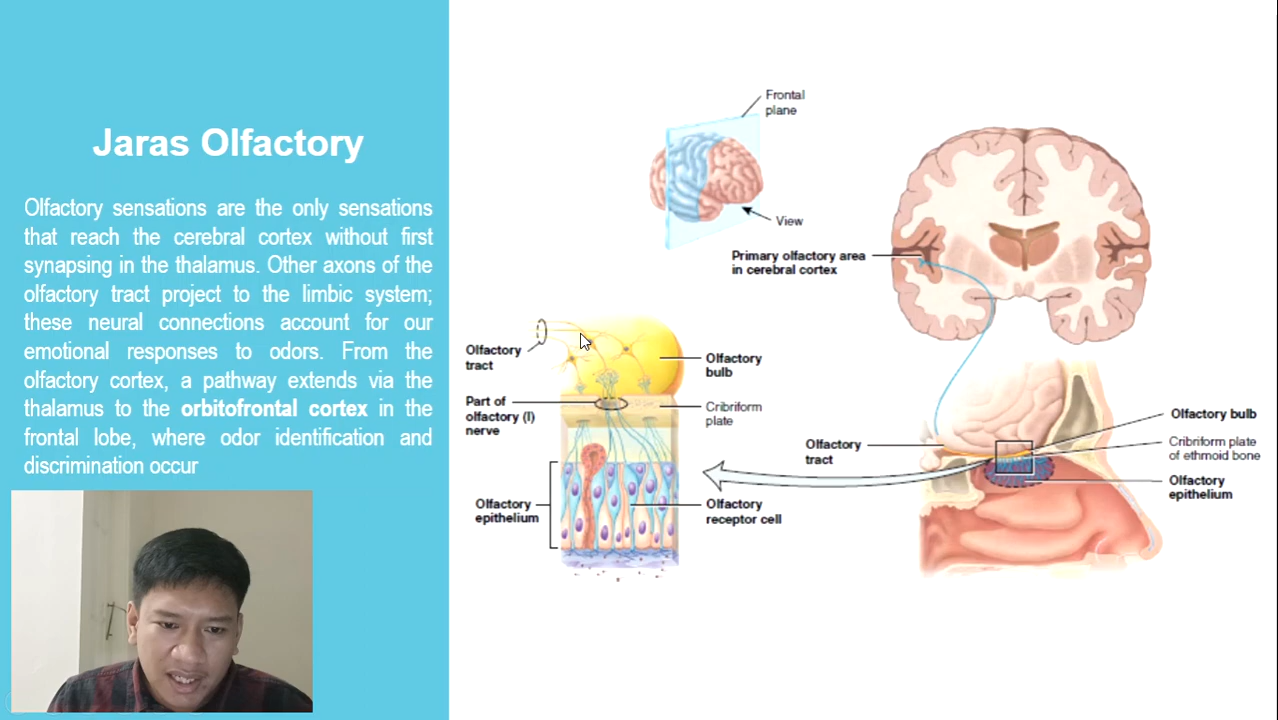 Jaras Olfactory
Olfactory sensations are the only sensations
that reach the cerebral cortex without first
synapsing in the thalamus. Other axons of the
olfactory tract project to the limbic system;
these neural connections account for our
emotional responses to odors. From the
olfactory cortex, a pathway extends via the
thalamus to the orbitofrontal cortex in the
frontal lobe, where odor identification and
discrimination occur
Frontal
plane
View
Primary olfactory area
in cerebral cortex
Olfactory
tract
Olfactory
bulb
Part of
olfactory (I)
nerve
Cribriform
plate
Olfactory
epithelium
Olfactory
receptor cell
Olfactory
tract
Olfactory bulb
Cribriform plate
of ethmoid bone
Olfactory
epithelium